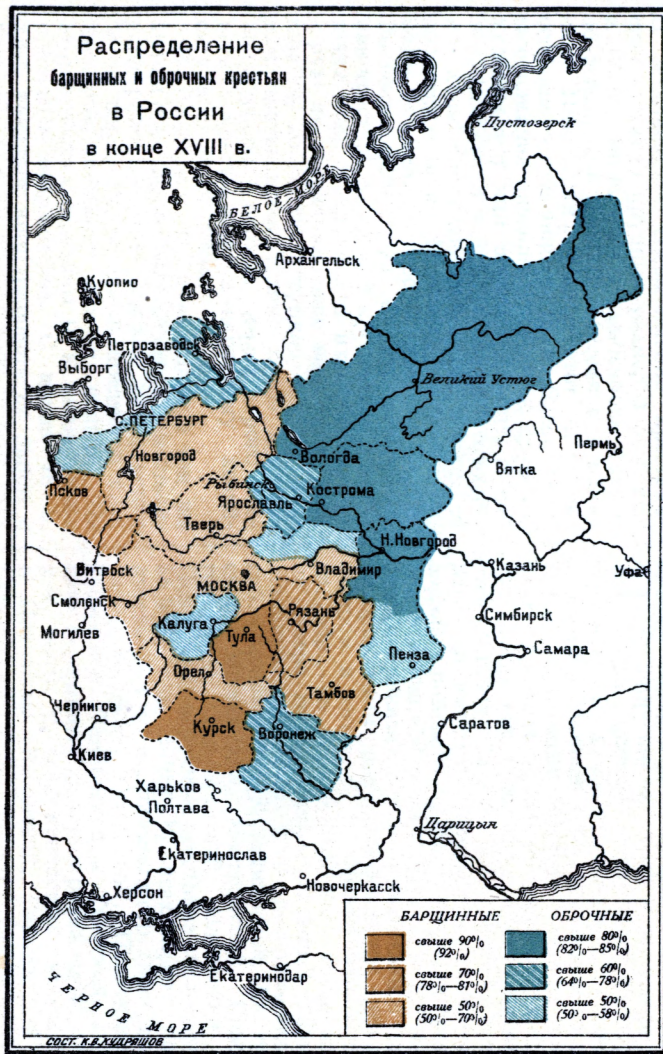 Распределение
барщинных и оброчных крестьян
в России
в конце XVIII в.
Пустозерск
БЕЛОЕ МОРЕ
Архангельск
Куопио
Петрозаводск
Выборг
Великий Устюг
С.ПЕТЕРБУРГ
Новгород
Вологда
Пермь
Вятка
Псков
Рыбинск
Ярославль
Кострома
Тверь
Н.Новгород
Витебск
Владимир
Казань
Уфа
МОСКВА
Смоленск
Калуга
Рязань
Симбирск
Могилев
Тула
Пенза
Самара
Орел
Тамбов
Чернигов
Курск
Воронеж
Саратов
Киев
Харьков
Полтава
Царицын
Екатеринослав
Новочеркасск
Херсон
Екатеринодар
ЧЕРНОЕ МОРЕ
БАРЩИННЫЕ
ОБРОЧНЫЕ
свыше 90%
(92%)
свыше 80%
(82%—85%)
свыше 70%
(78%—81%)
свыше 60%
(64%—78%)
свыше 50%
(50%—70%)
свыше 50%
(50%—58%)
СОСТ. К.В.КУДРЯШОВ